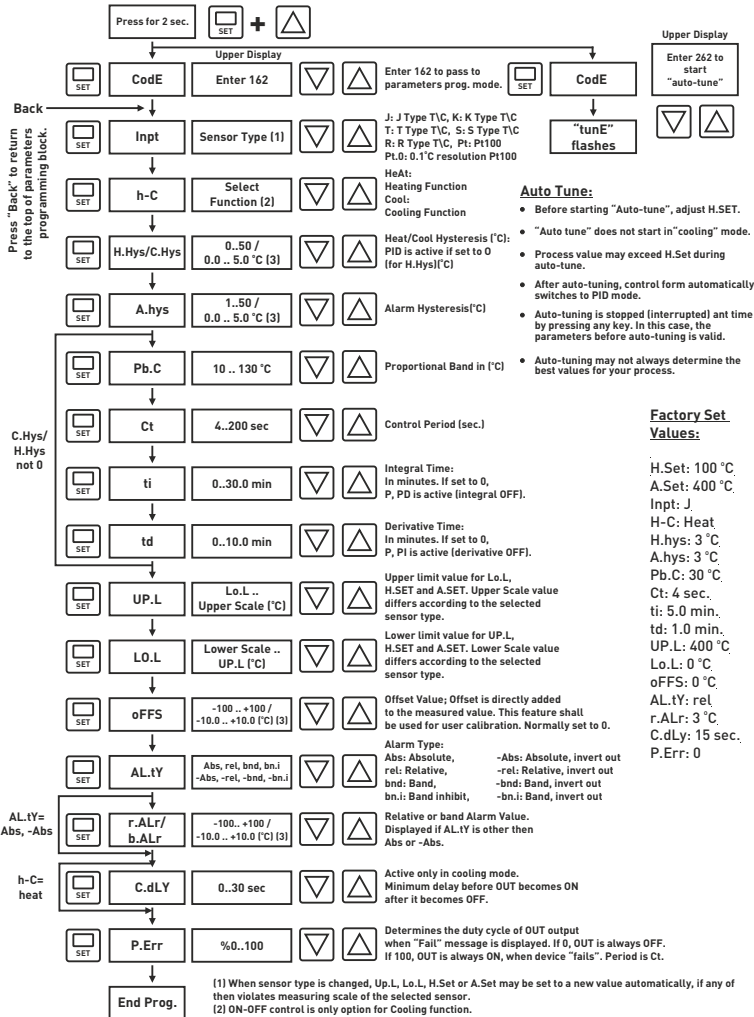 Press for 2 sec.
SET
+
Upper Display
SET
CodE
Enter 162
Enter 162 to pass to
parameters prog. mode.
SET
CodE
Upper Display
Enter 262 to
start
"auto-tune"
"tunE"
flashes
Back
Press "Back" to return
to the top of parameters
programming block.
SET
Inpt
Sensor Type (1)
J: J Type T\C, K: K Type T\C
T: T Type T\C, S: S Type T\C
R: R Type T\C, Pt: Pt100
Pt.0: 0.1°C resolution Pt100
SET
h-C
Select
Function (2)
HeAt:
Heating Function
Cool:
Cooling Function
SET
H.Hys/C.Hys
0..50 /
0.0 .. 5.0 °C (3)
Heat/Cool Hysteresis (°C):
PID is active if set to 0
(for H.Hys)(°C)
SET
A.hys
1..50 /
0.0 .. 5.0 °C (3)
Alarm Hysteresis(°C)
C.Hys/
H.Hys
not 0
SET
Pb.C
10 .. 130 °C
Proportional Band in (°C)
SET
Ct
4..200 sec
Control Period (sec.)
SET
ti
0..30.0 min
Integral Time:
In minutes. If set to 0,
P, PD is active (integral OFF).
SET
td
0..10.0 min
Derivative Time:
In minutes. If set to 0,
P, PI is active (derivative OFF).
SET
UP.L
Lo.L ..
Upper Scale (°C)
Upper limit value for Lo.L,
H.SET and A.SET. Upper Scale value
differs according to the selected
sensor type.
SET
LO.L
Lower Scale ..
UP.L (°C)
Lower limit value for UP.L,
H.SET and A.SET. Lower Scale value
differs according to the selected
sensor type.
SET
oFFS
-100 .. +100 /
-10.0 .. +10.0 (°C) (3)
Offset Value; Offset is directly added
to the measured value. This feature shall
be used for user calibration. Normally set to 0.
SET
AL.tY
Abs, rel, bnd, bn.i
-Abs, -rel, -bnd, -bn.i
Alarm Type:
Abs: Absolute, -Abs: Absolute, invert out
rel: Relative, -rel: Relative, invert out
bnd: Band, -bnd: Band, invert out
bn.i: Band inhibit, -bn.i: Band, invert out
AL.tY=
Abs, -Abs
SET
r.ALr/
b.ALr
-100.. +100 /
-10.0 .. +10.0 (°C) (3)
Relative or band Alarm Value.
Displayed if AL.tY is other then
Abs or -Abs.
h-C=
heat
SET
C.dLY
0..30 sec
Active only in cooling mode.
Minimum delay before OUT becomes ON
after it becomes OFF.
SET
P.Err
%0..100
Determines the duty cycle of OUT output
when "Fail" message is displayed. If 0, OUT is always OFF.
If 100, OUT is always ON, when device "fails". Period is Ct.
End Prog.
(1) When sensor type is changed, Up.L, Lo.L, H.Set or A.Set may be set to a new value automatically, if any of
then violates measuring scale of the selected sensor.
(2) ON-OFF control is only option for Cooling function.
Auto Tune:
• Before starting "Auto-tune", adjust H.SET.
• "Auto tune" does not start in"cooling" mode.
• Process value may exceed H.Set during
auto-tune.
• After auto-tuning, control form automatically
switches to PID mode.
• Auto-tuning is stopped (interrupted) ant time
by pressing any key. In this case, the
parameters before auto-tuning is valid.
• Auto-tuning may not always determine the
best values for your process.
Factory Set
Values:
H.Set: 100 °C
A.Set: 400 °C
Inpt: J
H-C: Heat
H.hys: 3 °C
A.hys: 3 °C
Pb.C: 30 °C
Ct: 4 sec.
ti: 5.0 min.
td: 1.0 min.
UP.L: 400 °C
Lo.L: 0 °C
oFFS: 0 °C
AL.tY: rel
r.ALr: 3 °C
C.dLy: 15 sec.
P.Err: 0